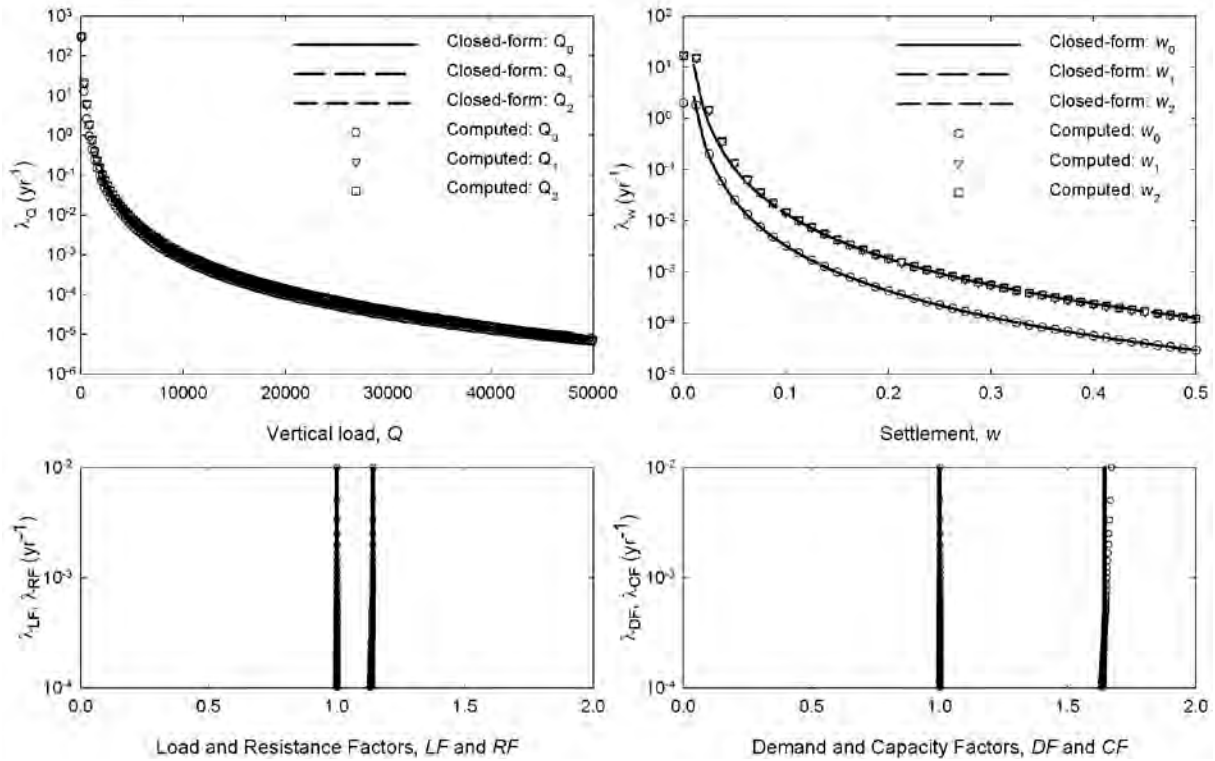 10³
10²
10¹
10⁰
10⁻¹
10⁻²
10⁻³
10⁻⁴
10⁻⁵
10⁻⁶
λQ (yr⁻¹)
Closed-form: Q₀
Closed-form: Q₁
Closed-form: Q₂
Computed: Q₀
Computed: Q₁
Computed: Q₂
0 10000 20000 30000 40000 50000
Vertical load, Q
10²
10¹
10⁰
10⁻¹
10⁻²
10⁻³
10⁻⁴
10⁻⁵
λw (yr⁻¹)
Closed-form: w₀
Closed-form: w₁
Closed-form: w₂
Computed: w₀
Computed: w₁
Computed: w₂
0.0 0.1 0.2 0.3 0.4 0.5
Settlement, w
10⁻²
10⁻³
10⁻⁴
λLF, λRF (yr⁻¹)
0.0 0.5 1.0 1.5 2.0
Load and Resistance Factors, LF and RF
10⁻²
10⁻³
10⁻⁴
λDF, λCF (yr⁻¹)
0.0 0.5 1.0 1.5 2.0
Demand and Capacity Factors, DF and CF